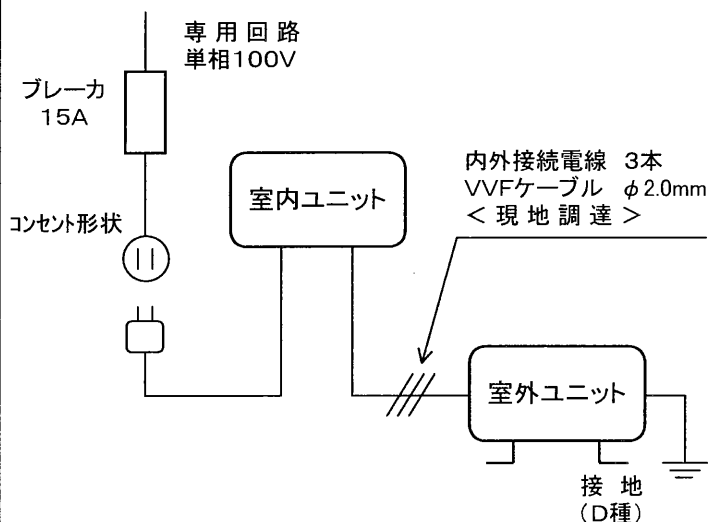 専用回路
単相100V
ブレーカ
15A
コンセント形状
室内ユニット
内外接続電線 3本
VVFケーブル φ2.0mm
<現地調達>
室外ユニット
接地
(D種)